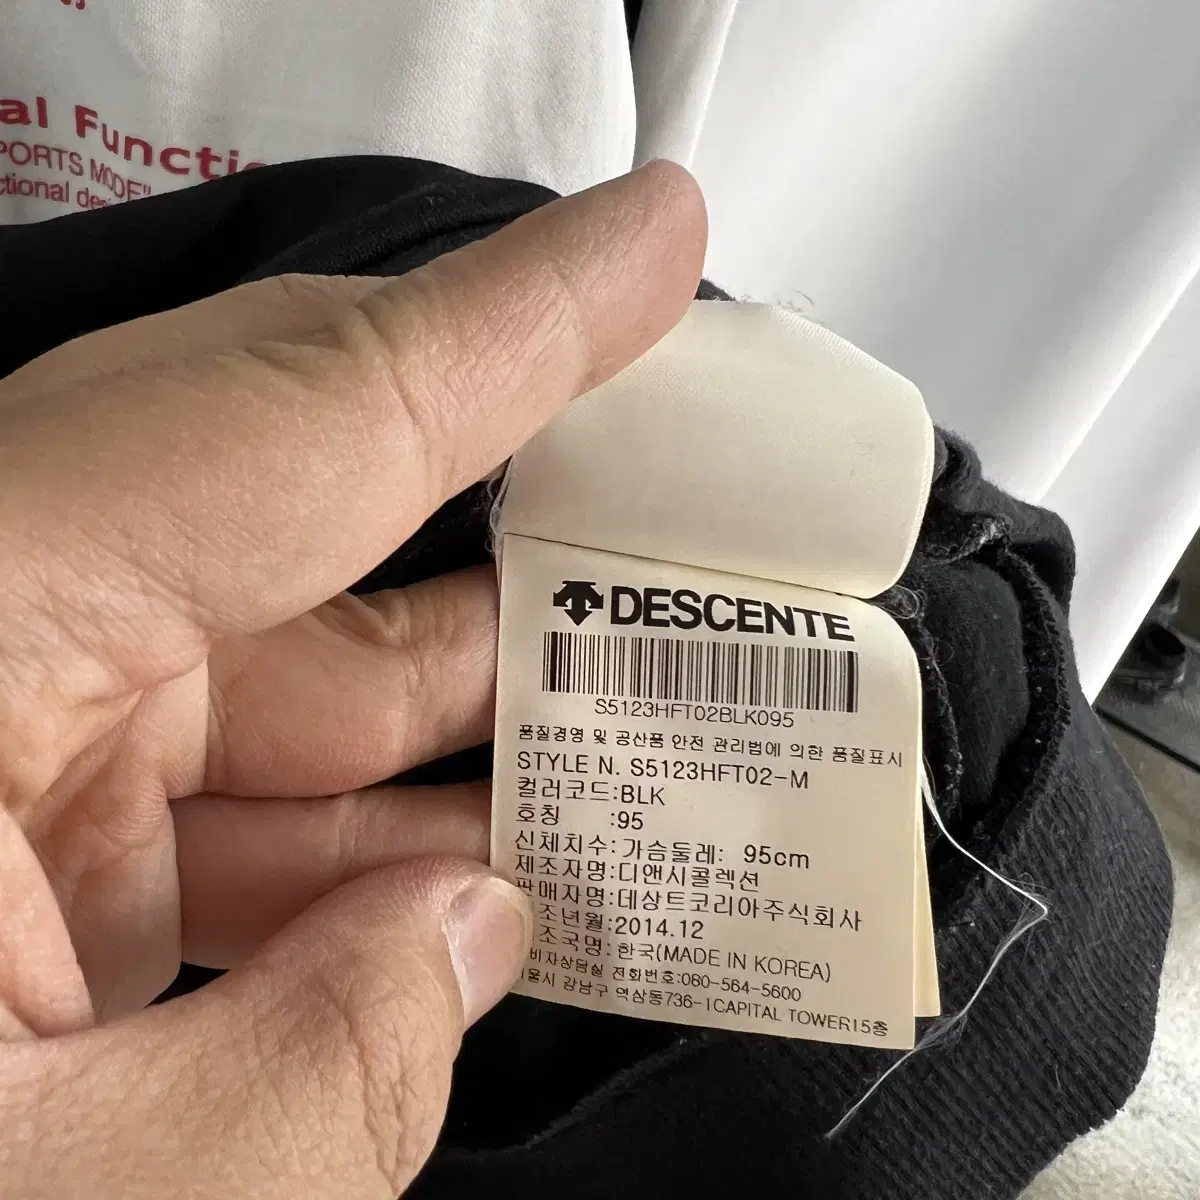 al Functi
PORTS MODE"
ctional
DESCENTE
S5123HFT02BLK095
품질경영 및 공산품 안전 관리법에 의한 품질표시
STYLE N. S5123HFT02-M
컬러코드:BLK
호칭 :95
신체치수:가슴둘레: 95cm
제조자명:디앤시콜렉션
판매자명:데상트코리아주식회사
조년월:2014.12
조국명:한국(MADE IN KOREA)
비자상담실 전화번호:080-564-5600
울시 강남구 역삼동736-1CAPITAL TOWER15층